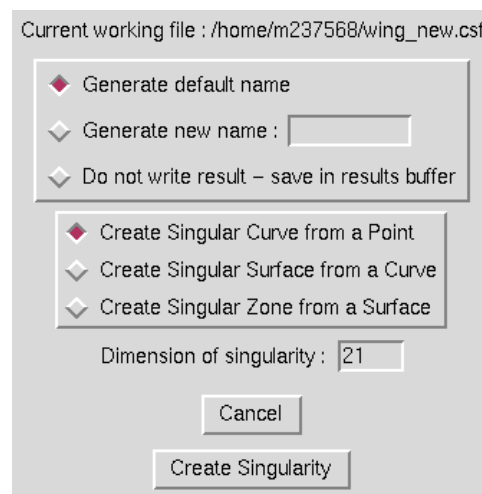 Current working file : /home/m237568/wing_new.csf
Generate default name
Generate new name :
Do not write result – save in results buffer
Create Singular Curve from a Point
Create Singular Surface from a Curve
Create Singular Zone from a Surface
Dimension of singularity : 21
Cancel
Create Singularity